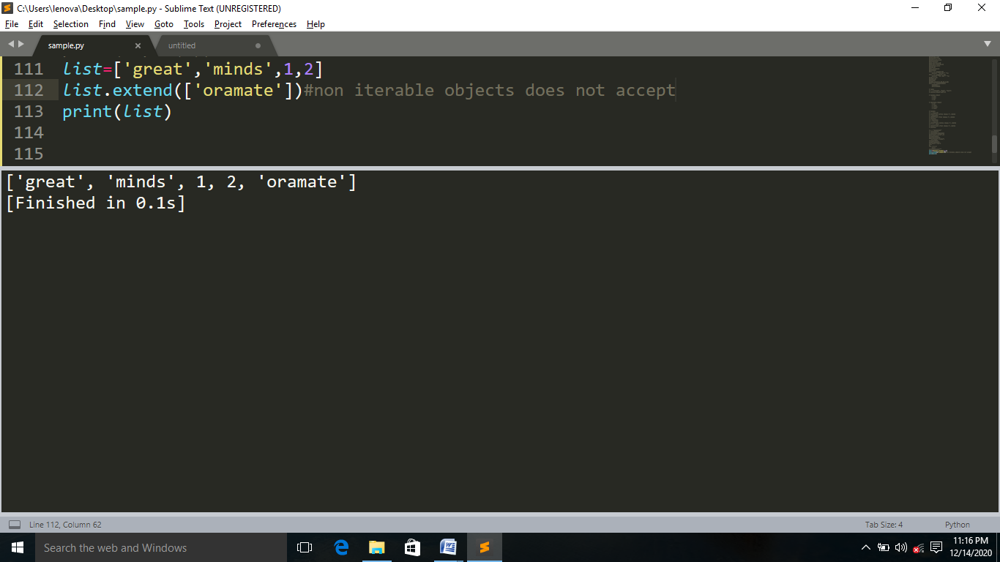 C:\Users\lenova\Desktop\sample.py - Sublime Text (UNREGISTERED)
File Edit Selection Find View Goto Tools Project Preferences Help
sample.py untitled
111 list=['great','minds',1,2]
112 list.extend(['oramate'])#non iterable objects does not accept
113 print(list)
114
115
['great', 'minds', 1, 2, 'oramate']
[Finished in 0.1s]
Line 112, Column 62 Tab Size: 4 Python
Search the web and Windows
11:16 PM
12/14/2020